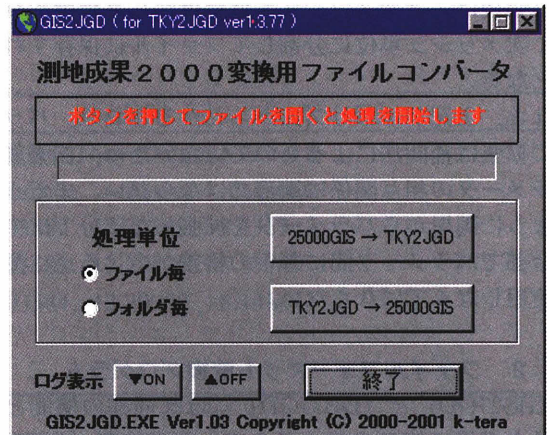 GIS2JGD ( for TKY2JGD ver1.3.77 )
測地成果２０００変換用ファイルコンバータ
ボタンを押してファイルを開くと処理を開始します
処理単位
ファイル毎
フォルダ毎
25000GIS → TKY2JGD
TKY2JGD → 25000GIS
ログ表示
▼ON
▲OFF
終了
GIS2JGD.EXE Ver1.03 Copyright (C) 2000-2001 k-tera